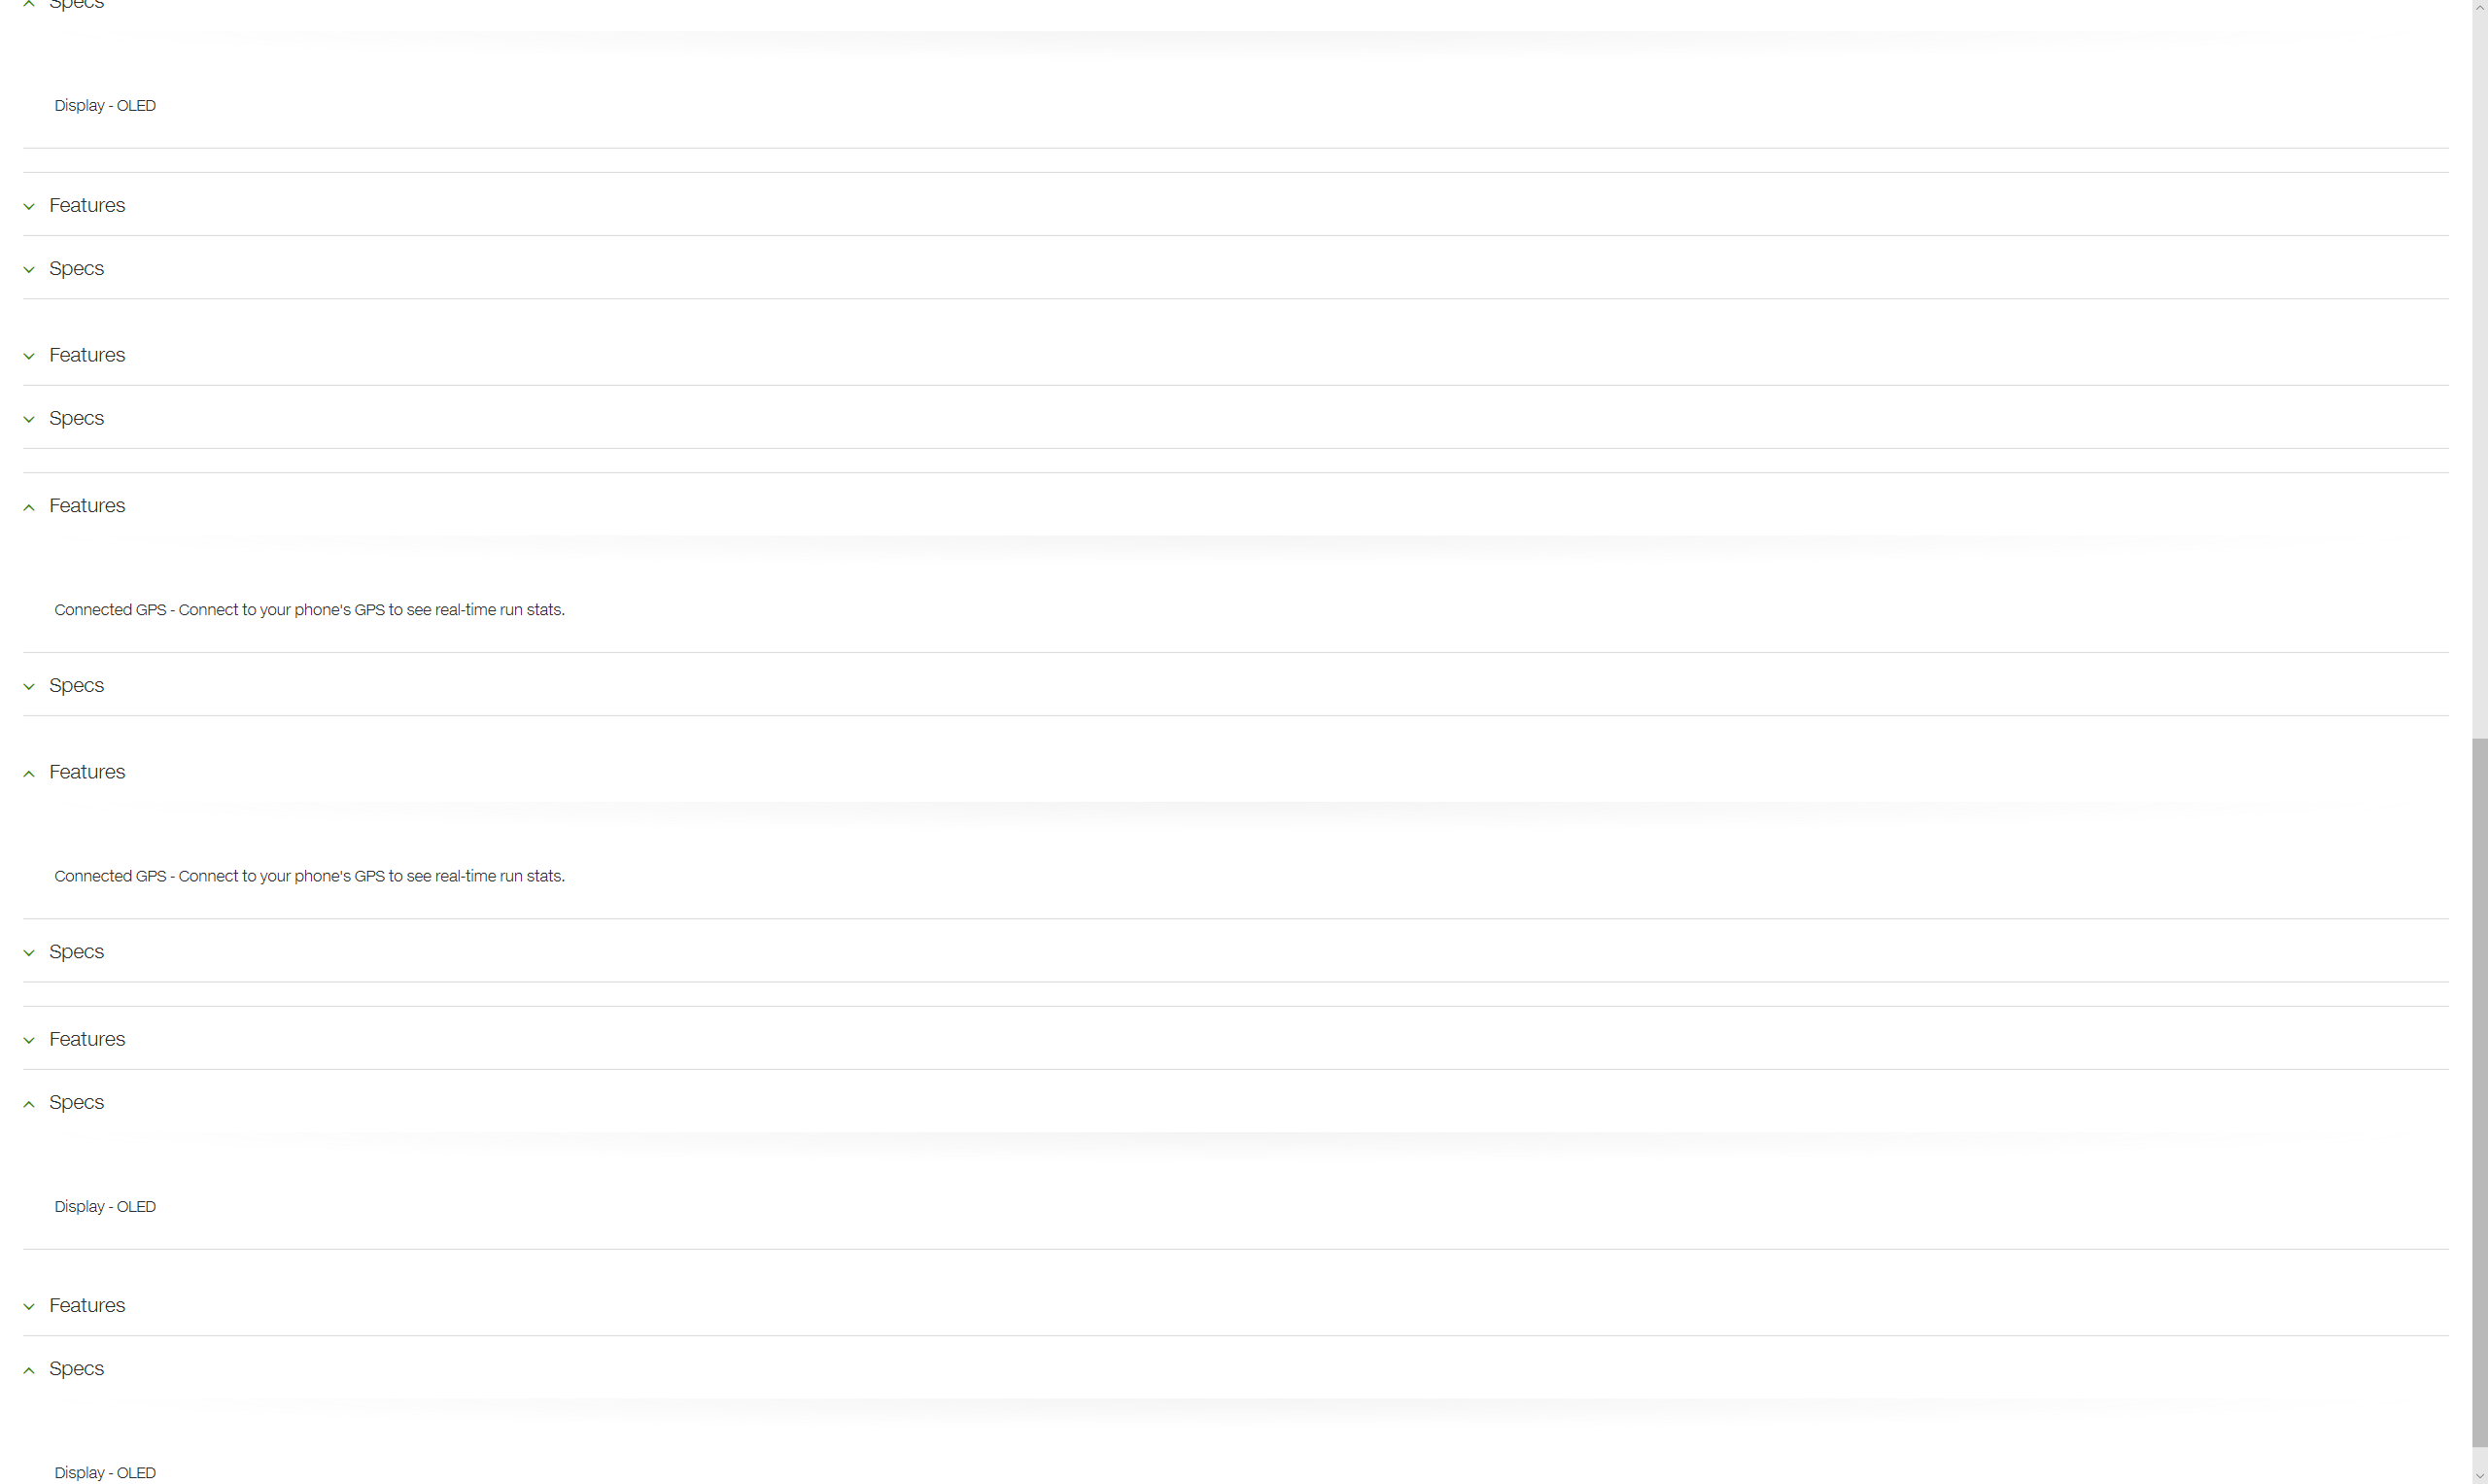 Specs
Display - OLED
Features
Specs
Features
Specs
Features
Connected GPS - Connect to your phone's GPS to see real-time run stats.
Specs
Features
Connected GPS - Connect to your phone's GPS to see real-time run stats.
Specs
Features
Specs
Display - OLED
Features
Specs
Display - OLED